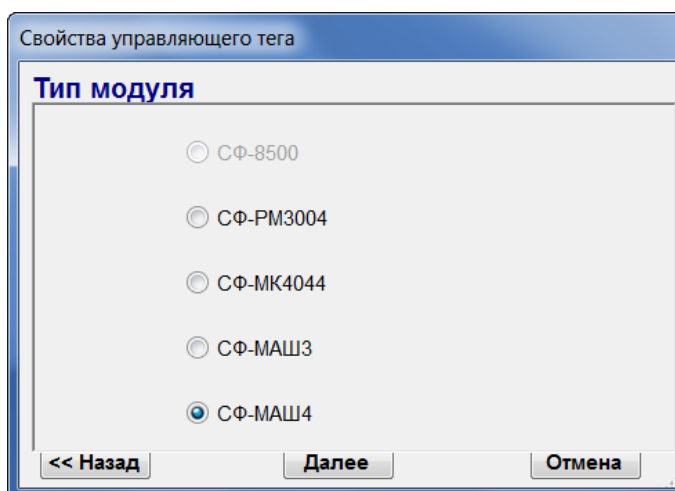 Свойства управляющего тега
Тип модуля
СФ-8500
СФ-РМ3004
СФ-МК4044
СФ-МАШ3
СФ-МАШ4
<< Назад Далее Отмена